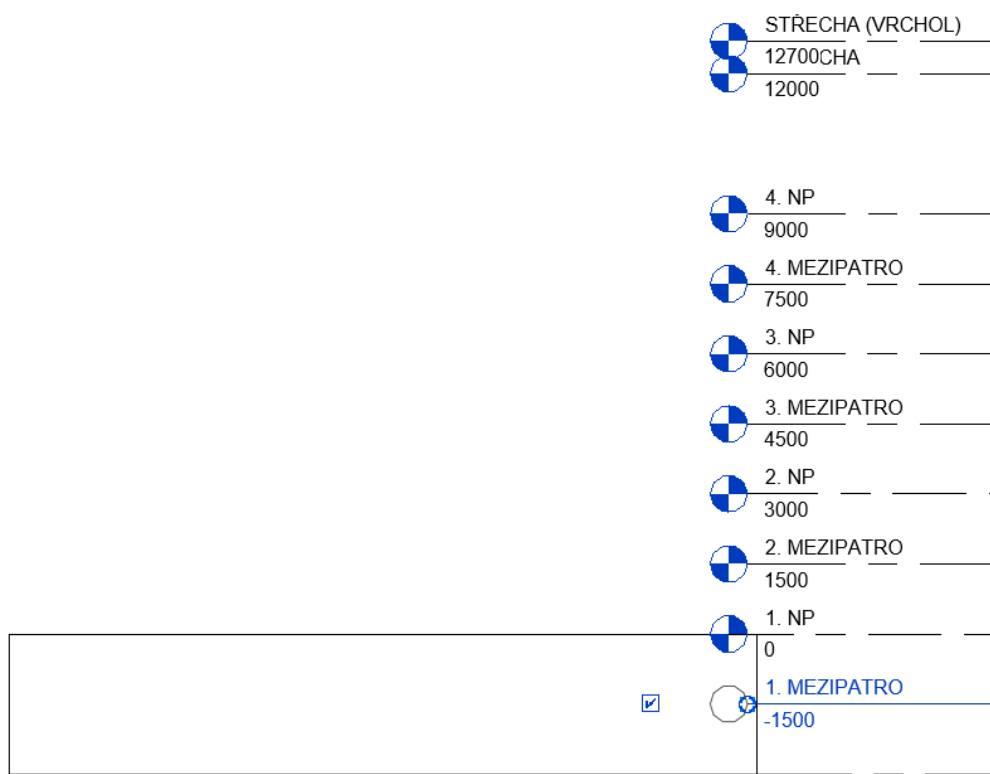 STŘECHA (VRCHOL)
12700CHA
12000
4. NP
9000
4. MEZIPATRO
7500
3. NP
6000
3. MEZIPATRO
4500
2. NP
3000
2. MEZIPATRO
1500
1. NP
0
1. MEZIPATRO
-1500